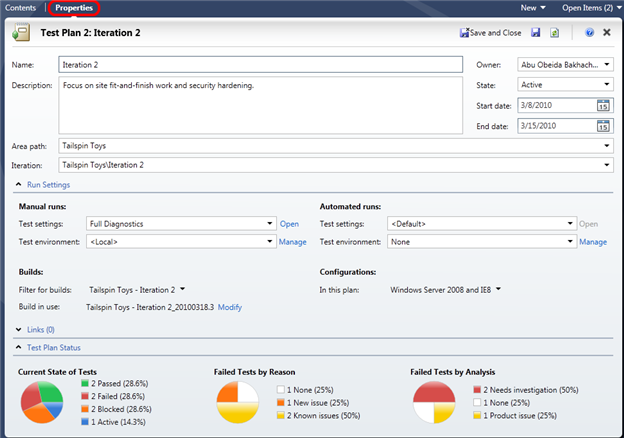 Contents | Properties New Open Items (2)
Test Plan 2: Iteration 2 Save and Close
Name: Iteration 2 Owner: Abu Obeida Bakhach...
Description: Focus on site fit-and-finish work and security hardening. State: Active
Start date: 3/8/2010 15
End date: 3/15/2010 15
Area path: Tailspin Toys
Iteration: Tailspin Toys\Iteration 2
Run Settings
Manual runs: Automated runs:
Test settings: Full Diagnostics Open Test settings: <Default> Open
Test environment: <Local> Manage Test environment: None Manage
Builds: Configurations:
Filter for builds: Tailspin Toys - Iteration 2 In this plan: Windows Server 2008 and IE8
Build in use: Tailspin Toys - Iteration 2_20100318.3 Modify
Links (0)
Test Plan Status
Current State of Tests Failed Tests by Reason Failed Tests by Analysis
2 Passed (28.6%) 1 None (25%) 2 Needs investigation (50%)
2 Failed (28.6%) 1 New issue (25%) 1 None (25%)
2 Blocked (28.6%) 2 Known issues (50%) 1 Product issue (25%)
1 Active (14.3%)